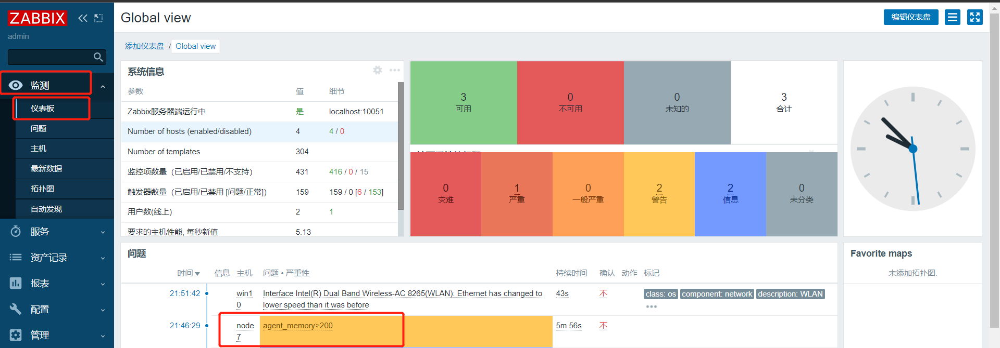 ZABBIX
admin
监测
仪表板
问题
主机
最新数据
拓扑图
自动发现
服务
资产记录
报表
配置
管理
Global view
编辑仪表盘
添加仪表盘 / Global view
系统信息
参数 值 细节
Zabbix服务器端运行中 是 localhost:10051
Number of hosts (enabled/disabled) 4 4 / 0
Number of templates 304
监控项数量（已启用/已禁用/不支持） 431 416 / 0 / 15
触发器数量（已启用/已禁用 [问题/正常]） 159 159 / 0 [6 / 153]
用户数(线上) 2 1
要求的主机性能, 每秒新值 5.13
3 0 0 3
可用 不可用 未知的 合计
0 1 0 2 2 0
灾难 严重 一般严重 警告 信息 未分类
问题
时间 信息 主机 问题 • 严重性 持续时间 确认 动作 标记
21:51:42 win1 Interface Intel(R) Dual Band Wireless-AC 8265(WLAN): Ethernet has changed to 43s 不 class: os component: network description: WLAN
0 lower speed than it was before •••
21:46:29 node agent_memory>200 5m 56s 不
7
Favorite maps
未添加拓扑图.